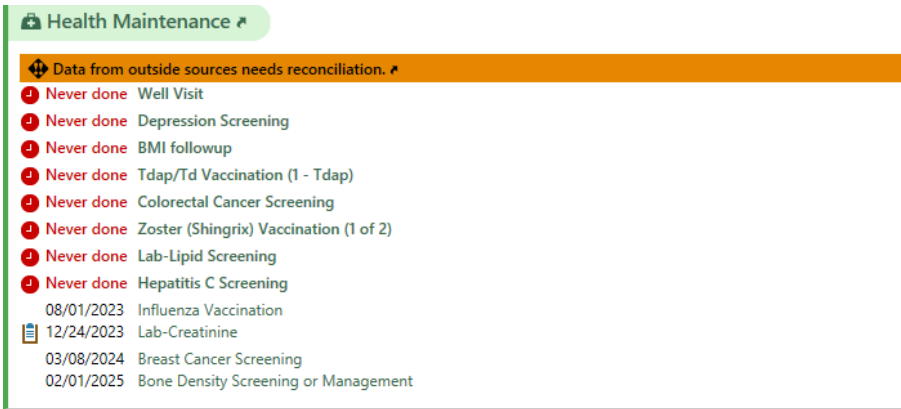 Health Maintenance
Data from outside sources needs reconciliation.
Never done Well Visit
Never done Depression Screening
Never done BMI followup
Never done Tdap/Td Vaccination (1 - Tdap)
Never done Colorectal Cancer Screening
Never done Zoster (Shingrix) Vaccination (1 of 2)
Never done Lab-Lipid Screening
Never done Hepatitis C Screening
08/01/2023 Influenza Vaccination
12/24/2023 Lab-Creatinine
03/08/2024 Breast Cancer Screening
02/01/2025 Bone Density Screening or Management